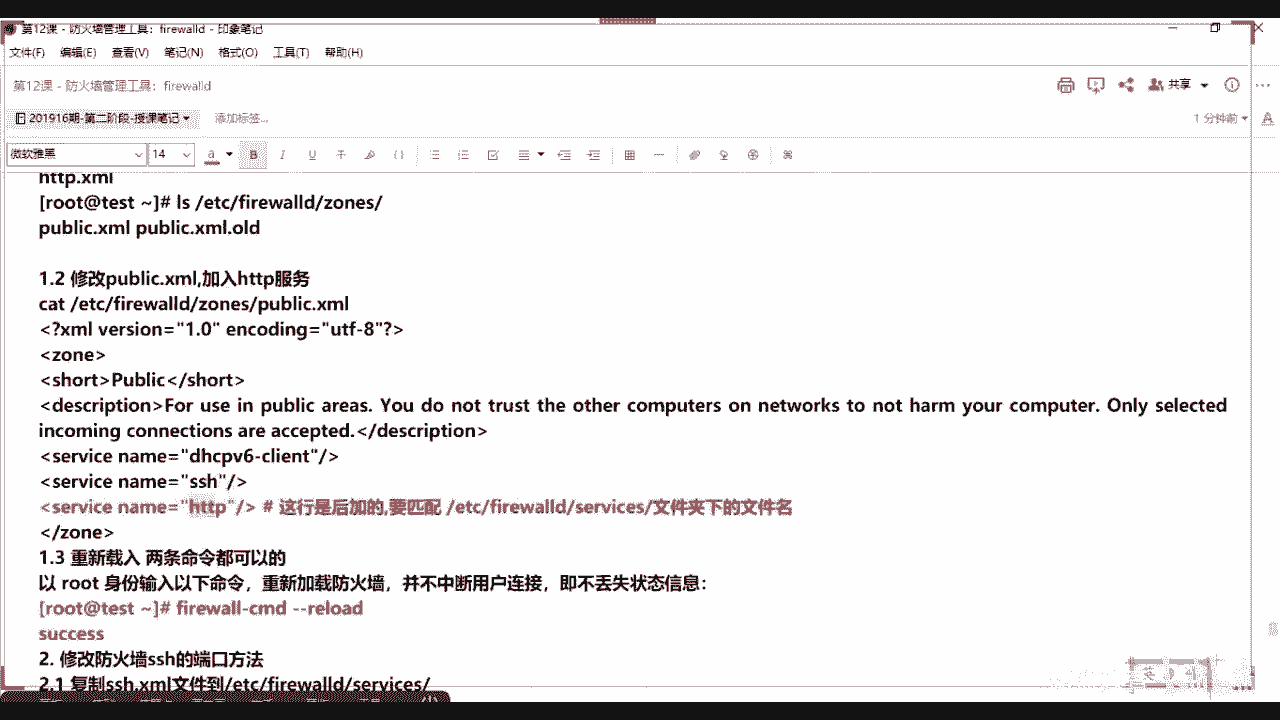 第12课 - 防火墙管理工具：firewalld - 印象笔记
文件(F) 编辑(E) 查看(V) 笔记(N) 格式(O) 工具(T) 帮助(H)
第12课 - 防火墙管理工具：firewalld
共享
201916期-第二阶段-授课笔记
添加标签...
1 分钟前
微软雅黑 14
http.xml
[root@test ~]# ls /etc/firewalld/zones/
public.xml public.xml.old
1.2 修改public.xml,加入http服务
cat /etc/firewalld/zones/public.xml
<?xml version="1.0" encoding="utf-8"?>
<zone>
<short>Public</short>
<description>For use in public areas. You do not trust the other computers on networks to not harm your computer. Only selected
incoming connections are accepted.</description>
<service name="dhcpv6-client"/>
<service name="ssh"/>
<service name="http"/> # 这行是后加的,要匹配 /etc/firewalld/services/文件夹下的文件名
</zone>
1.3 重新载入 两条命令都可以的
以 root 身份输入以下命令，重新加载防火墙，并不中断用户连接，即不丢失状态信息：
[root@test ~]# firewall-cmd --reload
success
2. 修改防火墙ssh的端口方法
2.1 复制ssh.xml文件到/etc/firewalld/services/